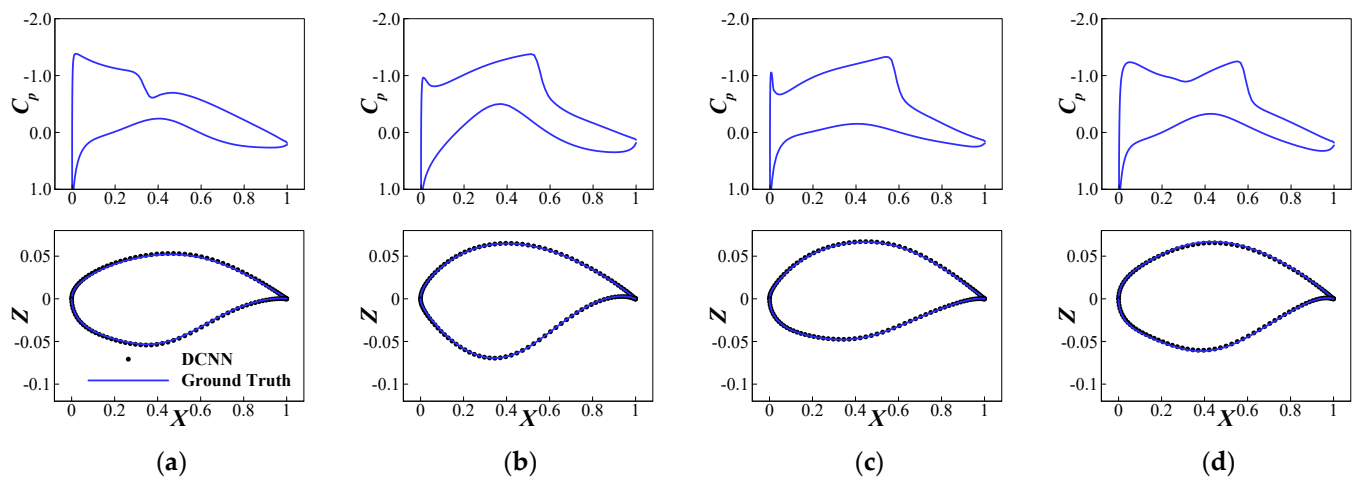 -2.0 -2.0 -2.0 -2.0
-1.0 -1.0 -1.0 -1.0
Cp Cp Cp Cp
0.0 0.0 0.0 0.0
1.0 1.0 1.0 1.0
0 0.2 0.4 0.6 0.8 1 0 0.2 0.4 0.6 0.8 1 0 0.2 0.4 0.6 0.8 1 0 0.2 0.4 0.6 0.8 1
0.05 0.05 0.05 0.05
0 0 0 0
Z Z Z Z
-0.05 -0.05 -0.05 -0.05
DCNN
Ground Truth
-0.1 -0.1 -0.1 -0.1
0 0.2 0.4 0.6 0.8 1 0 0.2 0.4 0.6 0.8 1 0 0.2 0.4 0.6 0.8 1 0 0.2 0.4 0.6 0.8 1
X X X X
(a) (b) (c) (d)